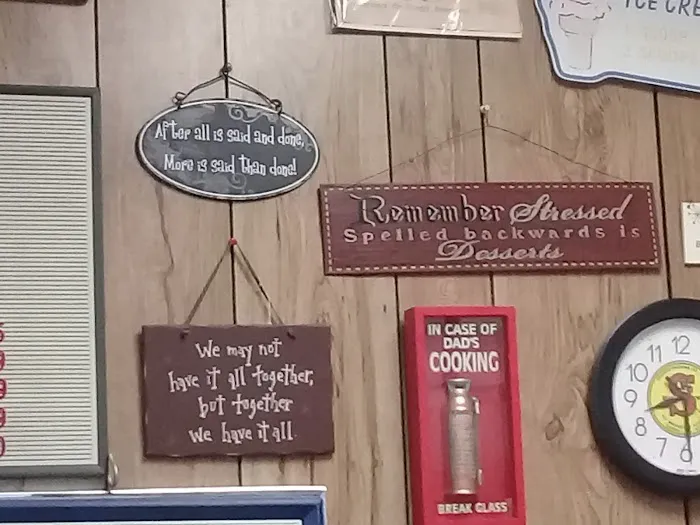 ICE CRE
After all is said and done,
More is said than done!
Remember Stressed
Spelled backwards is
Desserts
We may not
have it all together,
but together
we have it all.
IN CASE OF
DAD'S
COOKING
BREAK GLASS
11 12
10
9
8
7 6
S